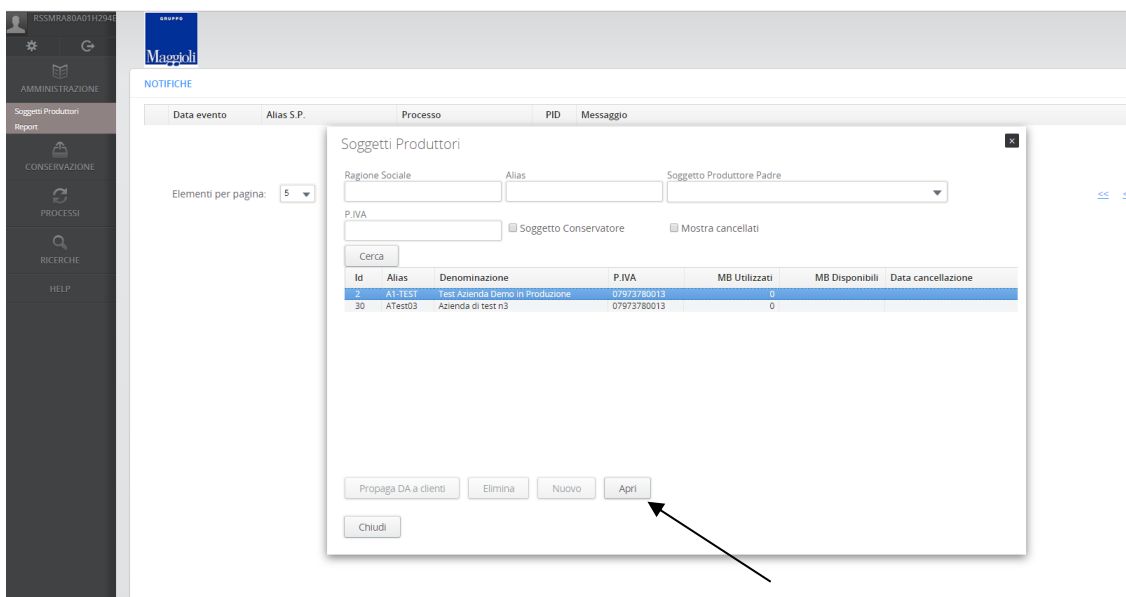 RSSMRA80A01H294E
AMMINISTRAZIONE
Soggetti Produttori
Report
CONSERVAZIONE
PROCESSI
RICERCHE
HELP
GRUPPO
Maggioli
NOTIFICHE
Data evento Alias S.P. Processo PID Messaggio
Elementi per pagina: 5
<<
Soggetti Produttori
x
Ragione Sociale Alias Soggetto Produttore Padre
P.IVA
Soggetto Conservatore Mostra cancellati
Cerca
Id Alias Denominazione P.IVA MB Utilizzati MB Disponibili Data cancellazione
2 A1-TEST Test Azienda Demo in Produzione 07973780013 0
30 ATest03 Azienda di test n3 07973780013 0
Propaga DA a clienti Elimina Nuovo Apri
Chiudi